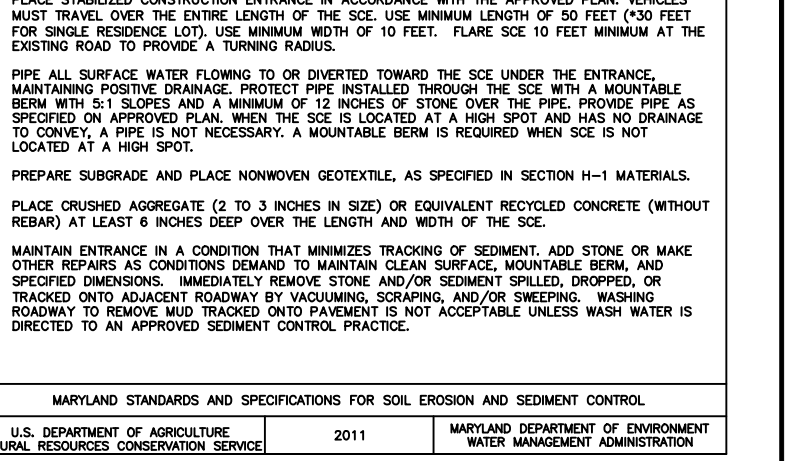 PLACE STABILIZED CONSTRUCTION ENTRANCE IN ACCORDANCE WITH THE APPROVED PLAN. VEHICLES
MUST TRAVEL OVER THE ENTIRE LENGTH OF THE SCE. USE MINIMUM LENGTH OF 50 FEET (*30 FEET
FOR SINGLE RESIDENCE LOT). USE MINIMUM WIDTH OF 10 FEET. FLARE SCE 10 FEET MINIMUM AT THE
EXISTING ROAD TO PROVIDE A TURNING RADIUS.
PIPE ALL SURFACE WATER FLOWING TO OR DIVERTED TOWARD THE SCE UNDER THE ENTRANCE,
MAINTAINING POSITIVE DRAINAGE. PROTECT PIPE INSTALLED THROUGH THE SCE WITH A MOUNTABLE
BERM WITH 5:1 SLOPES AND A MINIMUM OF 12 INCHES OF STONE OVER THE PIPE. PROVIDE PIPE AS
SPECIFIED ON APPROVED PLAN. WHEN THE SCE IS LOCATED AT A HIGH SPOT AND HAS NO DRAINAGE
TO CONVEY, A PIPE IS NOT NECESSARY. A MOUNTABLE BERM IS REQUIRED WHEN SCE IS NOT
LOCATED AT A HIGH SPOT.
PREPARE SUBGRADE AND PLACE NONWOVEN GEOTEXTILE, AS SPECIFIED IN SECTION H-1 MATERIALS.
PLACE CRUSHED AGGREGATE (2 TO 3 INCHES IN SIZE) OR EQUIVALENT RECYCLED CONCRETE (WITHOUT
REBAR) AT LEAST 6 INCHES DEEP OVER THE LENGTH AND WIDTH OF THE SCE.
MAINTAIN ENTRANCE IN A CONDITION THAT MINIMIZES TRACKING OF SEDIMENT. ADD STONE OR MAKE
OTHER REPAIRS AS CONDITIONS DEMAND TO MAINTAIN CLEAN SURFACE, MOUNTABLE BERM, AND
SPECIFIED DIMENSIONS. IMMEDIATELY REMOVE STONE AND/OR SEDIMENT SPILLED, DROPPED, OR
TRACKED ONTO ADJACENT ROADWAY BY VACUUMING, SCRAPING, AND/OR SWEEPING. WASHING
ROADWAY TO REMOVE MUD TRACKED ONTO PAVEMENT IS NOT ACCEPTABLE UNLESS WASH WATER IS
DIRECTED TO AN APPROVED SEDIMENT CONTROL PRACTICE.
MARYLAND STANDARDS AND SPECIFICATIONS FOR SOIL EROSION AND SEDIMENT CONTROL
U.S. DEPARTMENT OF AGRICULTURE
URAL RESOURCES CONSERVATION SERVICE
2011
MARYLAND DEPARTMENT OF ENVIRONMENT
WATER MANAGEMENT ADMINISTRATION